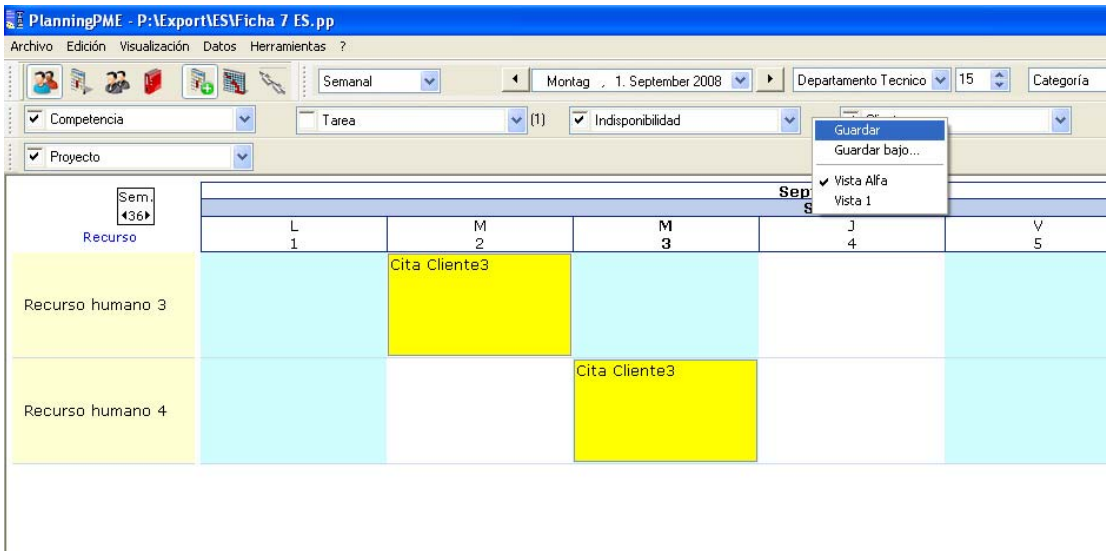 PlanningPME - P:\Export\ES\Ficha 7 ES.pp
Archivo Edición Visualización Datos Herramientas ?
Semanal Montag , 1. September 2008 Departamento Tecnico 15 Categoría
Competencia Tarea (1) Indisponibilidad
Guardar
Guardar bajo...
Proyecto
Vista Alfa
Vista 1
Sem.
36
Recurso
L M M J V
1 2 3 4 5
Cita Cliente3
Recurso humano 3
Cita Cliente3
Recurso humano 4